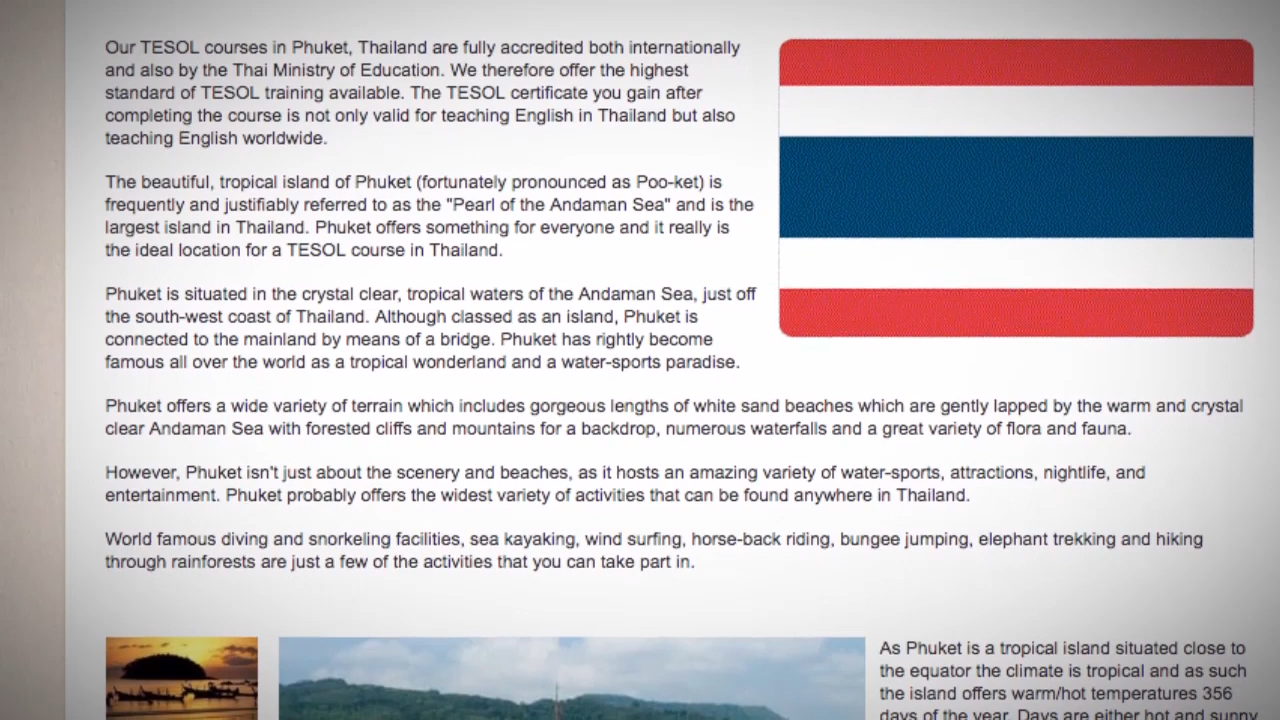 Our TESOL courses in Phuket, Thailand are fully accredited both internationally
and also by the Thai Ministry of Education. We therefore offer the highest
standard of TESOL training available. The TESOL certificate you gain after
completing the course is not only valid for teaching English in Thailand but also
teaching English worldwide.
The beautiful, tropical island of Phuket (fortunately pronounced as Poo-ket) is
frequently and justifiably referred to as the "Pearl of the Andaman Sea" and is the
largest island in Thailand. Phuket offers something for everyone and it really is
the ideal location for a TESOL course in Thailand.
Phuket is situated in the crystal clear, tropical waters of the Andaman Sea, just off
the south-west coast of Thailand. Although classed as an island, Phuket is
connected to the mainland by means of a bridge. Phuket has rightly become
famous all over the world as a tropical wonderland and a water-sports paradise.
Phuket offers a wide variety of terrain which includes gorgeous lengths of white sand beaches which are gently lapped by the warm and crystal
clear Andaman Sea with forested cliffs and mountains for a backdrop, numerous waterfalls and a great variety of flora and fauna.
However, Phuket isn't just about the scenery and beaches, as it hosts an amazing variety of water-sports, attractions, nightlife, and
entertainment. Phuket probably offers the widest variety of activities that can be found anywhere in Thailand.
World famous diving and snorkeling facilities, sea kayaking, wind surfing, horse-back riding, bungee jumping, elephant trekking and hiking
through rainforests are just a few of the activities that you can take part in.
As Phuket is a tropical island situated close to
the equator the climate is tropical and as such
the island offers warm/hot temperatures 356
days of the year. Days are either hot and sunny